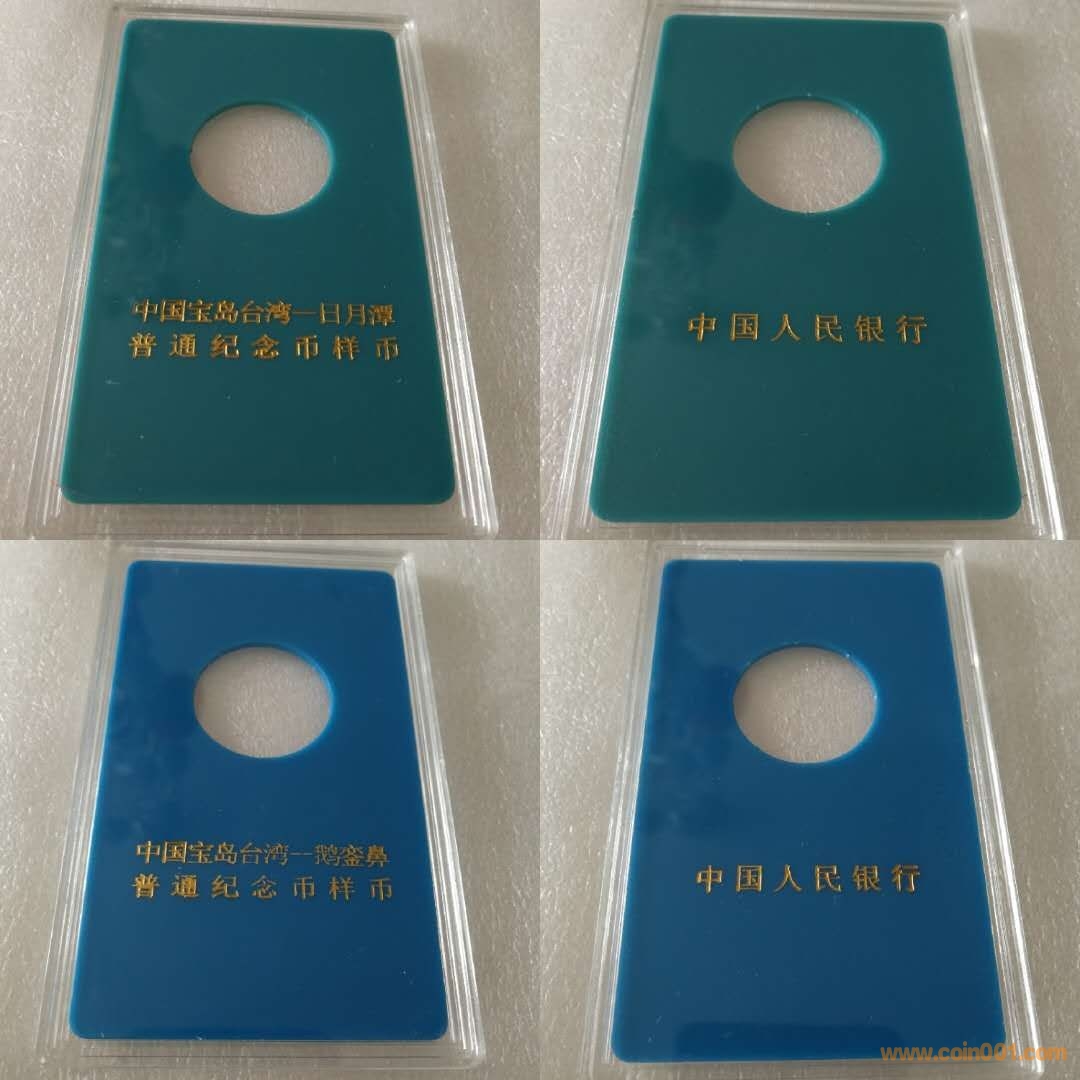 中国宝岛台湾—日月潭
普通纪念币样币
中国人民银行
中国宝岛台湾--鹅銮鼻
普通纪念币样币
中国人民银行
www.coin001.com